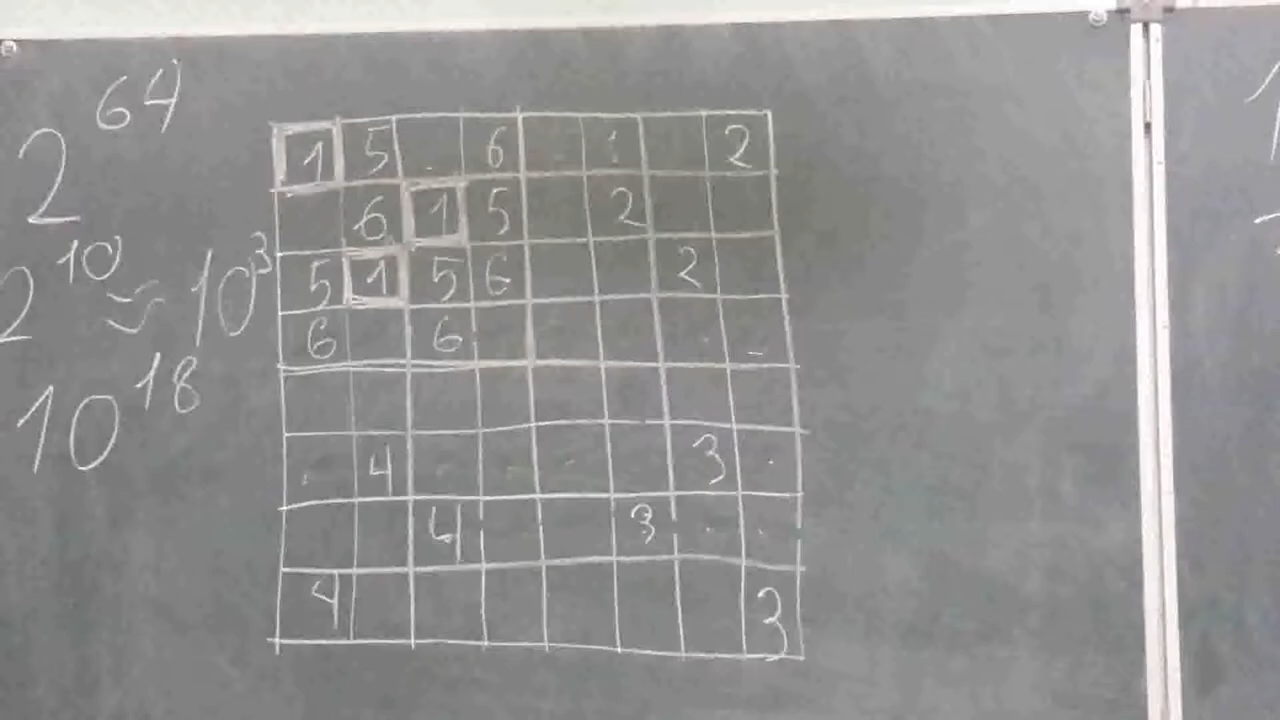 2^64
2^10 ≈ 10^3
10^18
1 5 6 2
6 1 5 2
5 1 5 6 2
6 6
4 3
4 3
4 3